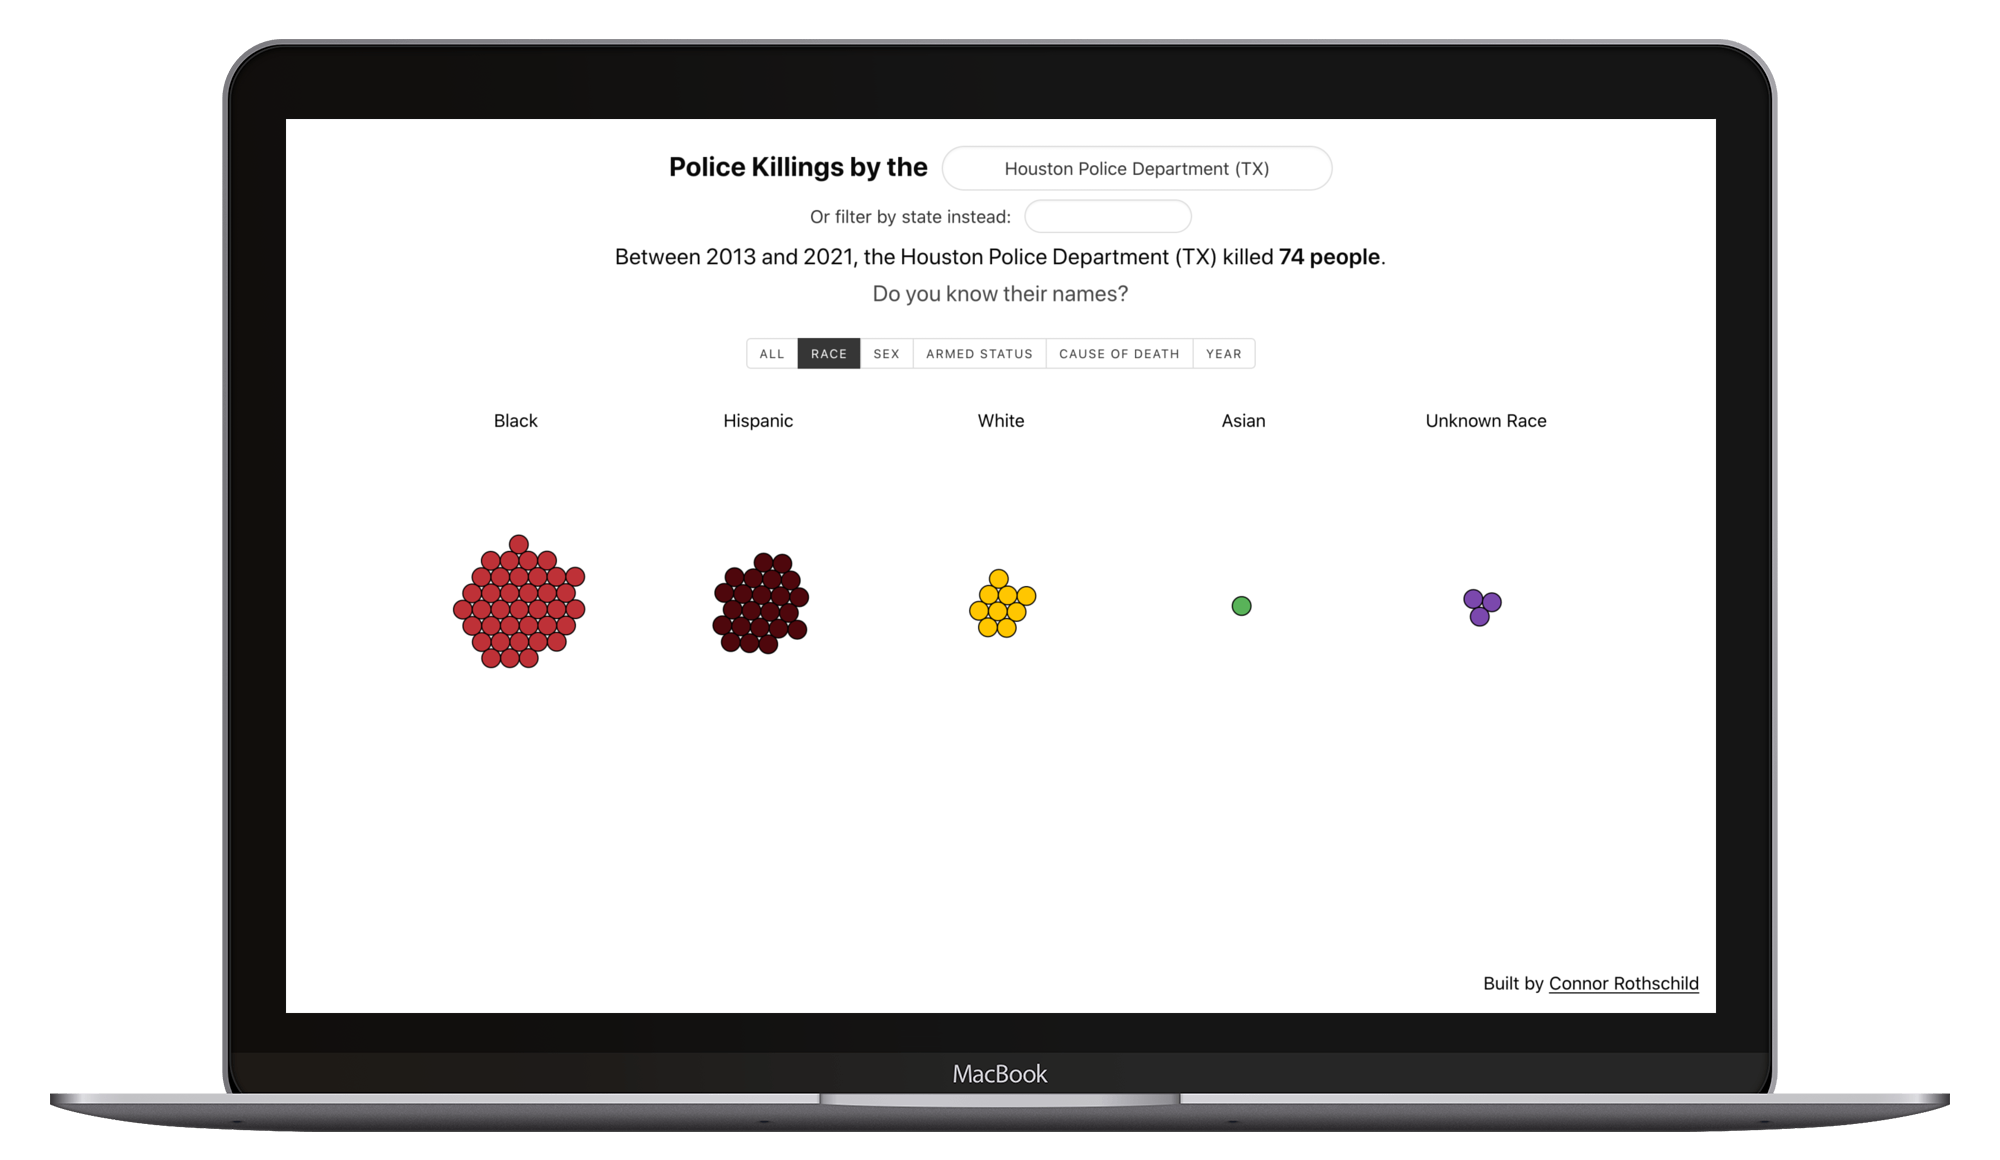 Police Killings by the Houston Police Department (TX)
Or filter by state instead:
Between 2013 and 2021, the Houston Police Department (TX) killed 74 people.
Do you know their names?
ALL RACE SEX ARMED STATUS CAUSE OF DEATH YEAR
Black Hispanic White Asian Unknown Race
Built by Connor Rothschild
MacBook